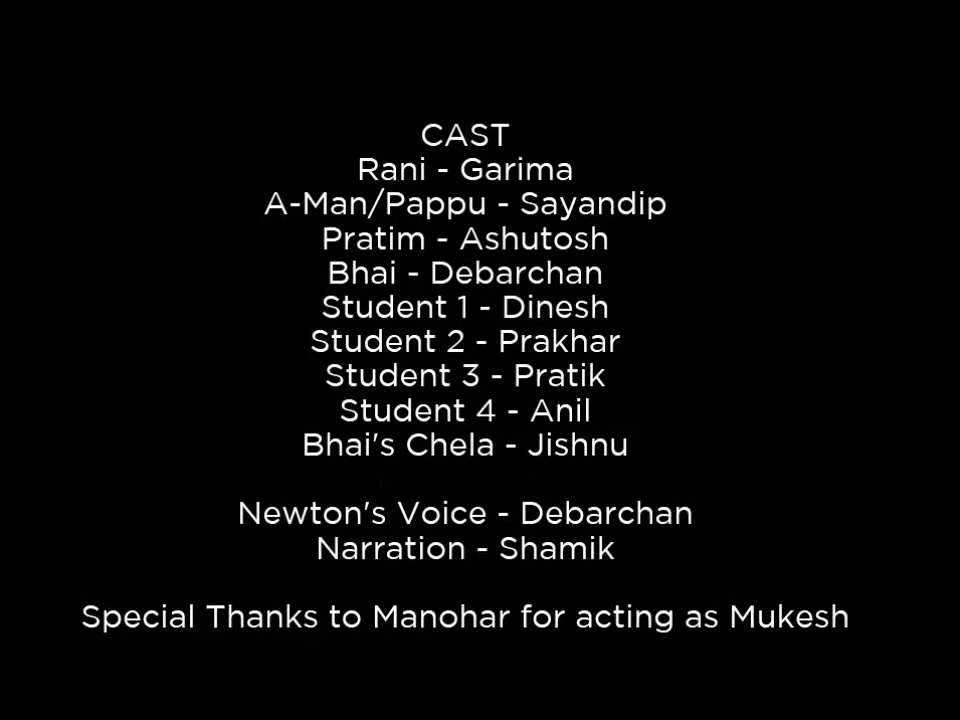 CAST
Rani - Garima
A-Man/Pappu - Sayandip
Pratim - Ashutosh
Bhai - Debarchan
Student 1 - Dinesh
Student 2 - Prakhar
Student 3 - Pratik
Student 4 - Anil
Bhai's Chela - Jishnu
Newton's Voice - Debarchan
Narration - Shamik
Special Thanks to Manohar for acting as Mukesh